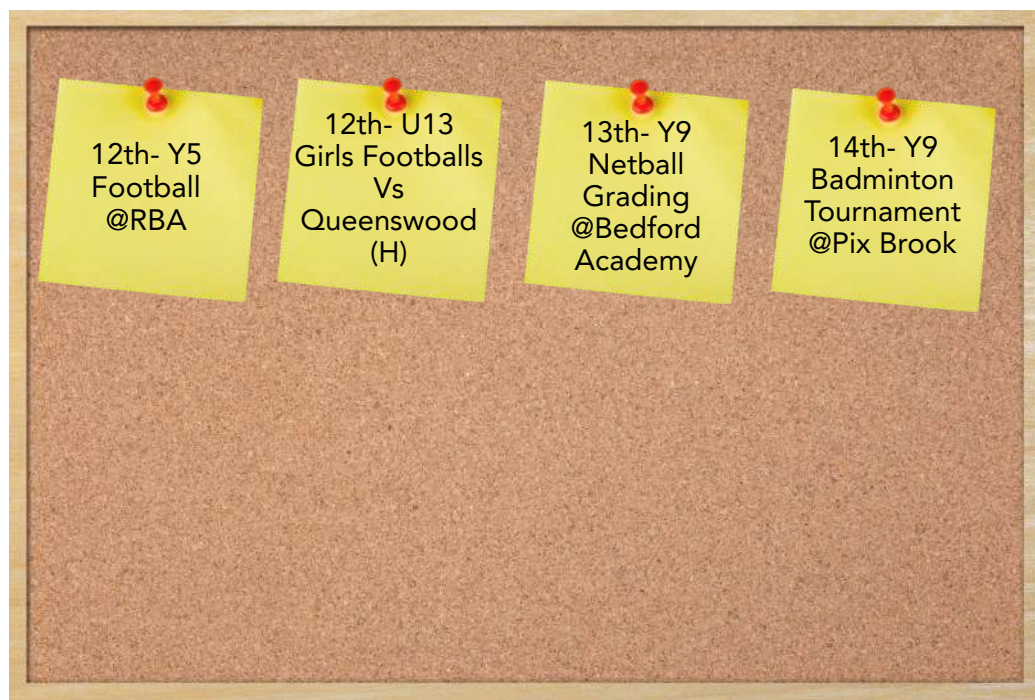 12th- Y5
Football
@RBA
12th- U13
Girls Footballs
Vs
Queenswood
(H)
13th- Y9
Netball
Grading
@Bedford
Academy
14th- Y9
Badminton
Tournament
@Pix Brook